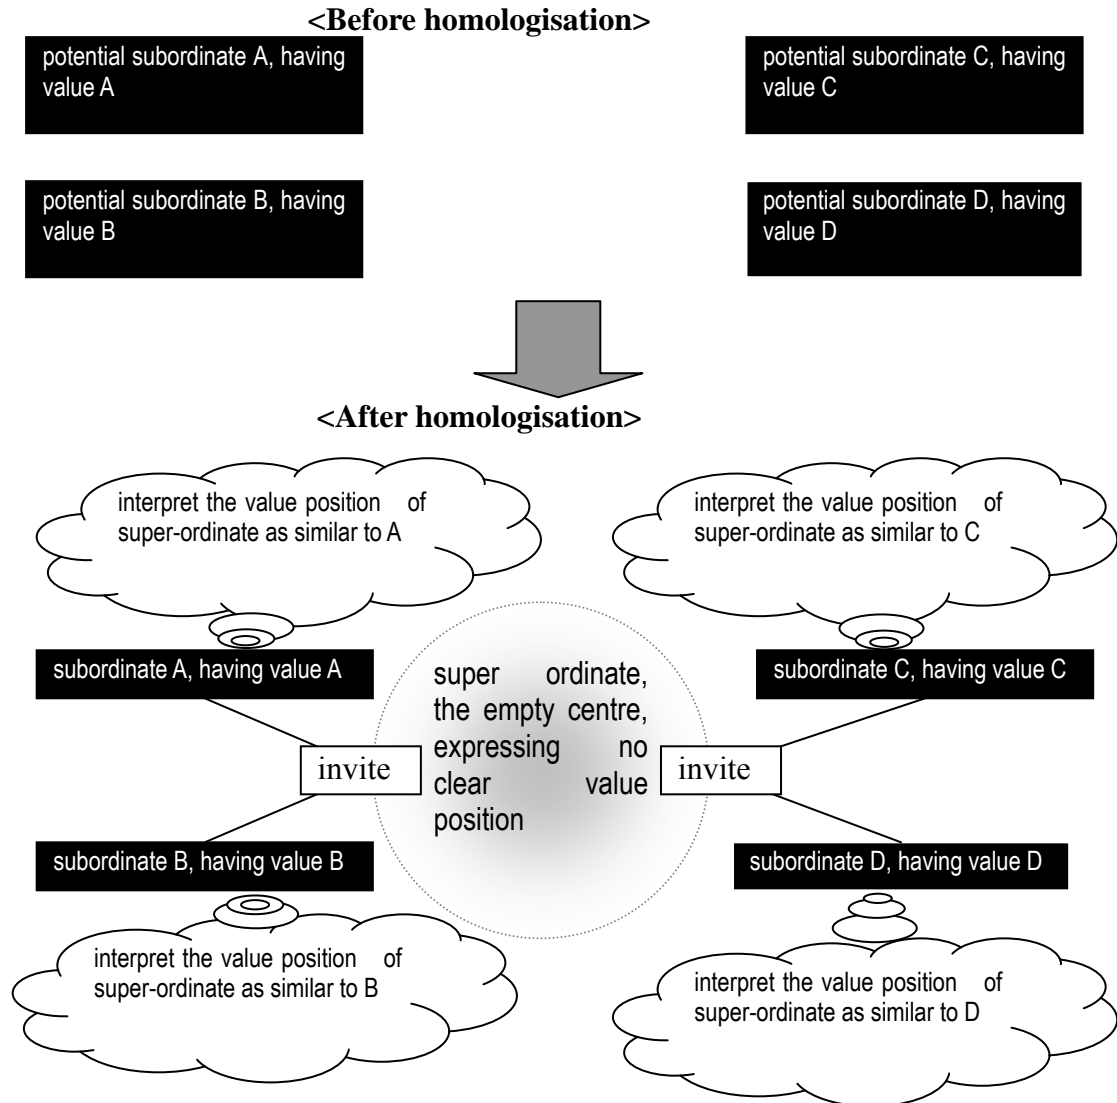 <Before homologisation>
potential subordinate A, having
value A
potential subordinate C, having
value C
potential subordinate B, having
value B
potential subordinate D, having
value D
<After homologisation>
interpret the value position of
super-ordinate as similar to A
interpret the value position of
super-ordinate as similar to C
subordinate A, having value A
subordinate C, having value C
invite
super ordinate,
the empty centre,
expressing no
clear value
position
invite
subordinate B, having value B
subordinate D, having value D
interpret the value position of
super-ordinate as similar to B
interpret the value position of
super-ordinate as similar to D